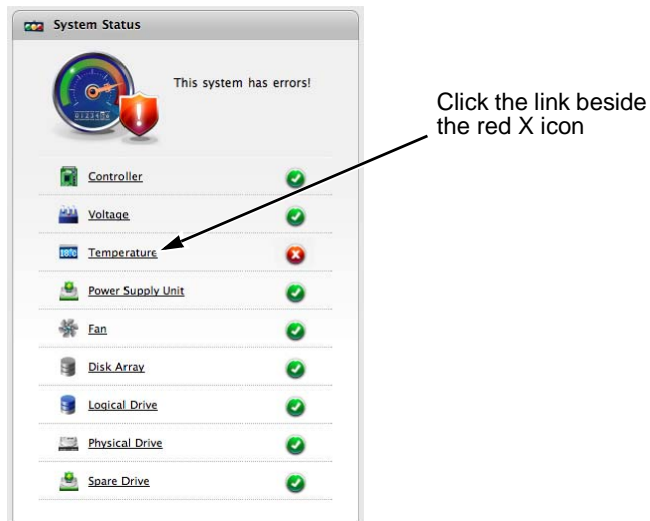 System Status
This system has errors!
Click the link beside
the red X icon
Controller
Voltage
Temperature
Power Supply Unit
Fan
Disk Array
Logical Drive
Physical Drive
Spare Drive